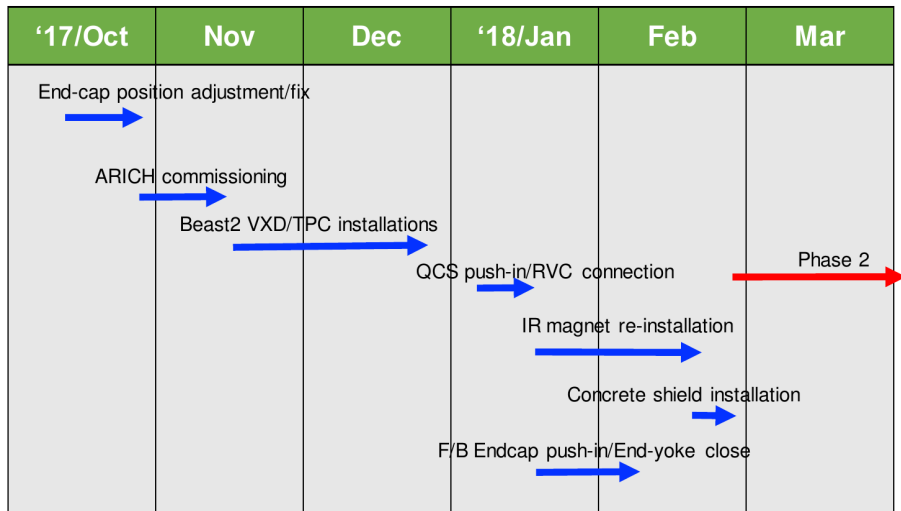 ‘17/Oct Nov Dec ‘18/Jan Feb Mar
End-cap position adjustment/fix
ARICH commissioning
Beast2 VXD/TPC installations
Phase 2
QCS push-in/RVC connection
IR magnet re-installation
Concrete shield installation
F/B Endcap push-in/End-yoke close